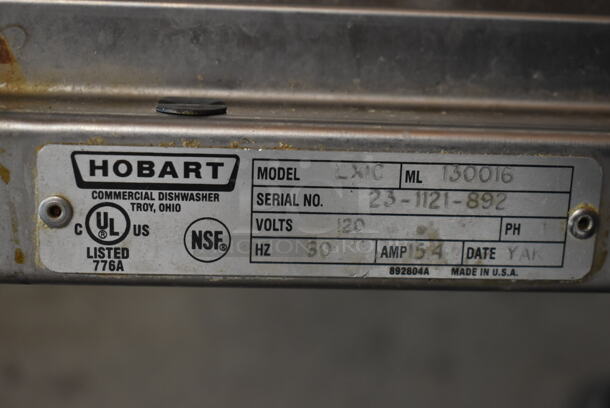 HOBART
COMMERCIAL DISHWASHER
TROY, OHIO
C UL US
LISTED
776A
NSF
MODEL LXIC ML 130016
SERIAL NO. 23-1121-892
VOLTS 120 PH
HZ AMP 15.4 DATE YAK
892804A MADE IN U.S.A.